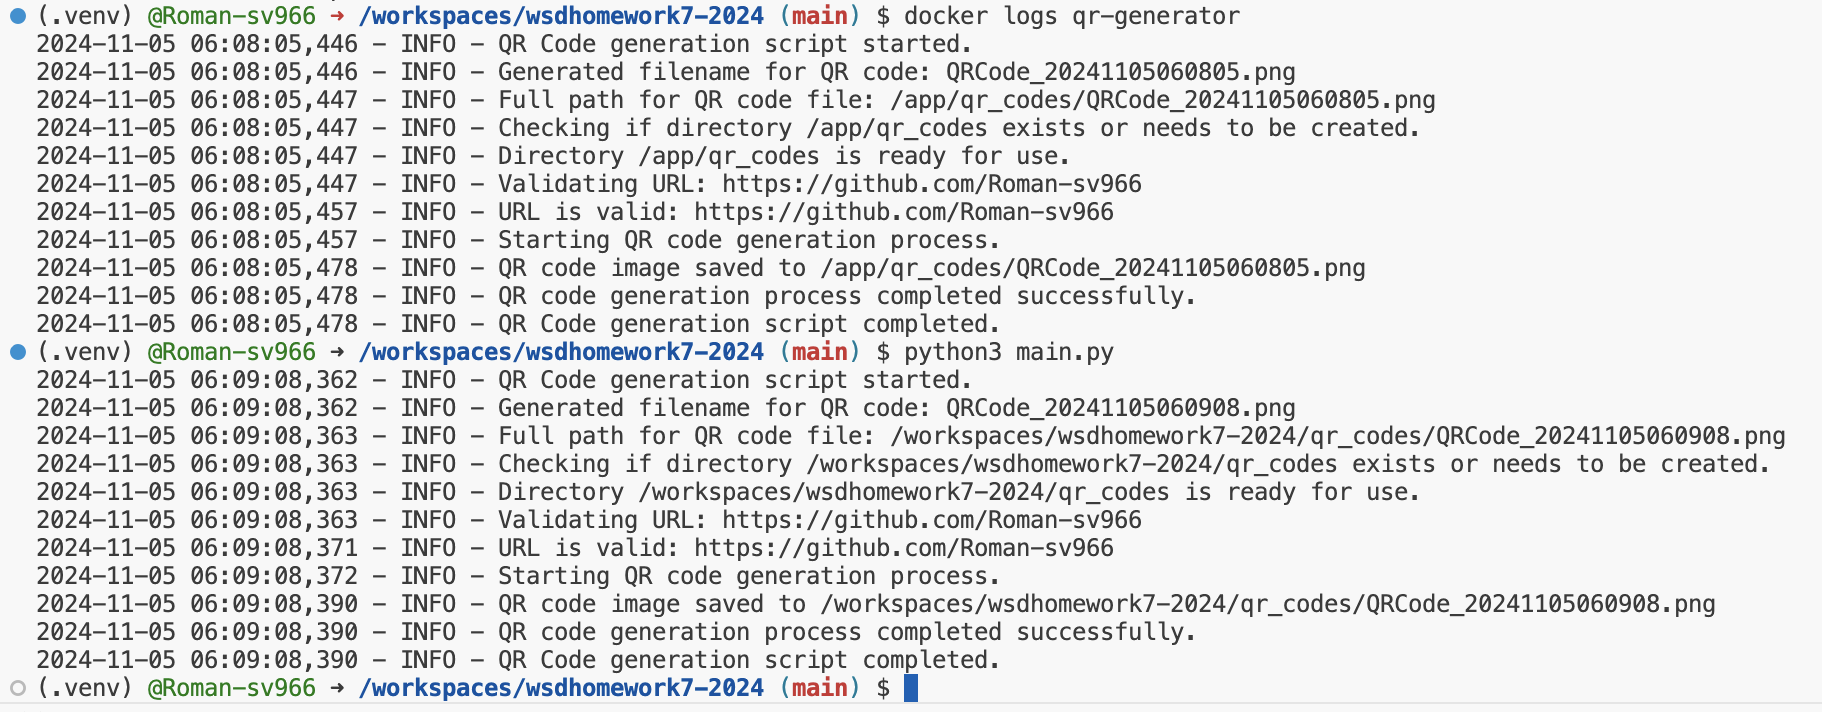 (.venv) @Roman-sv966 ➜ /workspaces/wsdhomework7-2024 (main) $ docker logs qr-generator
2024-11-05 06:08:05,446 - INFO - QR Code generation script started.
2024-11-05 06:08:05,446 - INFO - Generated filename for QR code: QRCode_20241105060805.png
2024-11-05 06:08:05,447 - INFO - Full path for QR code file: /app/qr_codes/QRCode_20241105060805.png
2024-11-05 06:08:05,447 - INFO - Checking if directory /app/qr_codes exists or needs to be created.
2024-11-05 06:08:05,447 - INFO - Directory /app/qr_codes is ready for use.
2024-11-05 06:08:05,447 - INFO - Validating URL: https://github.com/Roman-sv966
2024-11-05 06:08:05,457 - INFO - URL is valid: https://github.com/Roman-sv966
2024-11-05 06:08:05,457 - INFO - Starting QR code generation process.
2024-11-05 06:08:05,478 - INFO - QR code image saved to /app/qr_codes/QRCode_20241105060805.png
2024-11-05 06:08:05,478 - INFO - QR code generation process completed successfully.
2024-11-05 06:08:05,478 - INFO - QR Code generation script completed.
(.venv) @Roman-sv966 ➜ /workspaces/wsdhomework7-2024 (main) $ python3 main.py
2024-11-05 06:09:08,362 - INFO - QR Code generation script started.
2024-11-05 06:09:08,362 - INFO - Generated filename for QR code: QRCode_20241105060908.png
2024-11-05 06:09:08,363 - INFO - Full path for QR code file: /workspaces/wsdhomework7-2024/qr_codes/QRCode_20241105060908.png
2024-11-05 06:09:08,363 - INFO - Checking if directory /workspaces/wsdhomework7-2024/qr_codes exists or needs to be created.
2024-11-05 06:09:08,363 - INFO - Directory /workspaces/wsdhomework7-2024/qr_codes is ready for use.
2024-11-05 06:09:08,363 - INFO - Validating URL: https://github.com/Roman-sv966
2024-11-05 06:09:08,371 - INFO - URL is valid: https://github.com/Roman-sv966
2024-11-05 06:09:08,372 - INFO - Starting QR code generation process.
2024-11-05 06:09:08,390 - INFO - QR code image saved to /workspaces/wsdhomework7-2024/qr_codes/QRCode_20241105060908.png
2024-11-05 06:09:08,390 - INFO - QR code generation process completed successfully.
2024-11-05 06:09:08,390 - INFO - QR Code generation script completed.
(.venv) @Roman-sv966 ➜ /workspaces/wsdhomework7-2024 (main) $